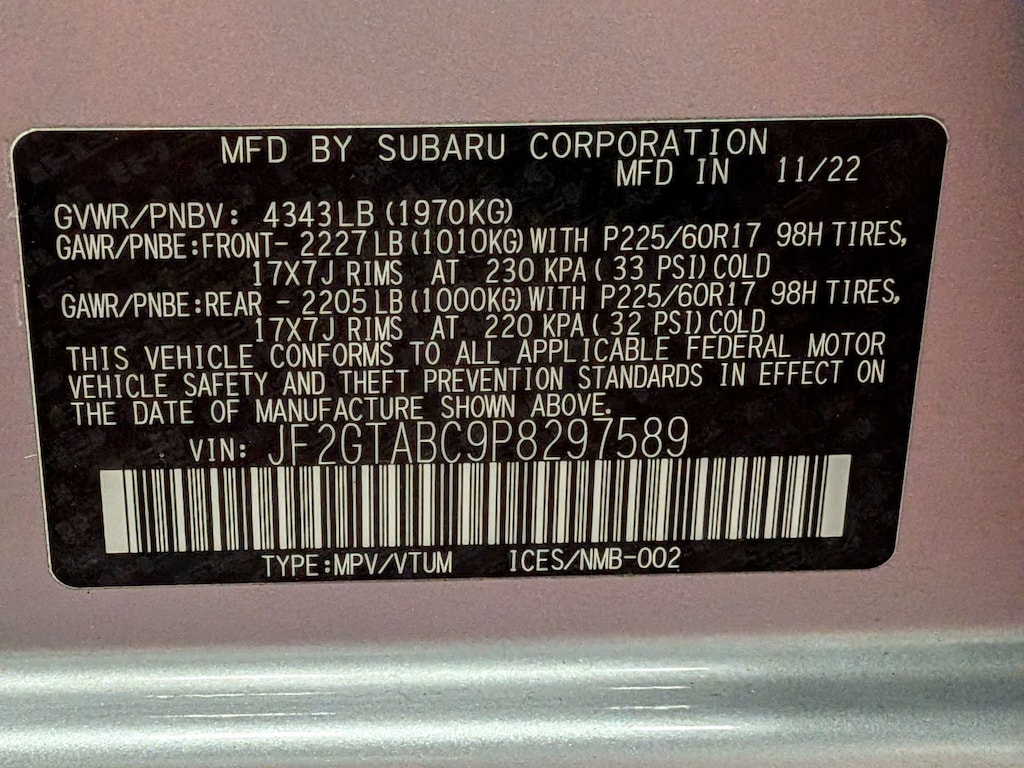 MFD BY SUBARU CORPORATION
MFD IN 11/22
GVWR/PNBV: 4343LB (1970KG)
GAWR/PNBE:FRONT- 2227LB (1010KG) WITH P225/60R17 98H TIRES,
17X7J RIMS AT 230 KPA ( 33 PSI) COLD
GAWR/PNBE:REAR - 2205LB (1000KG) WITH P225/60R17 98H TIRES,
17X7J RIMS AT 220 KPA ( 32 PSI) COLD
THIS VEHICLE CONFORMS TO ALL APPLICABLE FEDERAL MOTOR
VEHICLE SAFETY AND THEFT PREVENTION STANDARDS IN EFFECT ON
THE DATE OF MANUFACTURE SHOWN ABOVE.
VIN: JF2GTABC9P8297589
TYPE:MPV/VTUM ICES/NMB-002